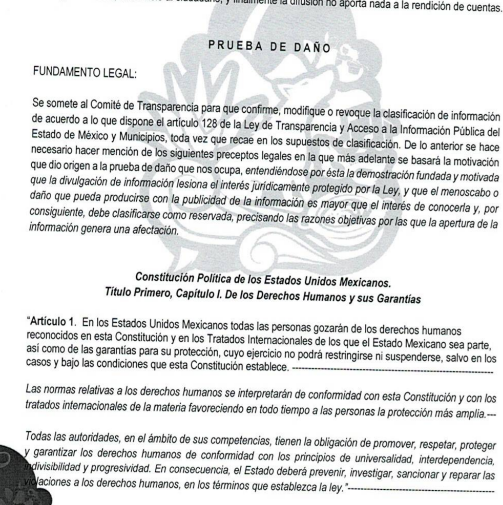 y finalmente la difusión no aporta nada a la rendición de cuentas.
PRUEBA DE DAÑO
FUNDAMENTO LEGAL:
Se somete al Comité de Transparencia para que confirme, modifique o revoque la clasificación de información
de acuerdo a lo que dispone el artículo 128 de la Ley de Transparencia y Acceso a la Información Pública del
Estado de México y Municipios, toda vez que recae en los supuestos de clasificación. De lo anterior se hace
necesario hacer mención de los siguientes preceptos legales en la que más adelante se basará la motivación
que dio origen a la prueba de daño que nos ocupa, entendiéndose por ésta la demostración fundada y motivada
que la divulgación de información lesiona el interés jurídicamente protegido por la Ley, y que el menoscabo o
daño que pueda producirse con la publicidad de la información es mayor que el interés de conocerla y, por
consiguiente, debe clasificarse como reservada, precisando las razones objetivas por las que la apertura de la
información genera una afectación.
Constitución Política de los Estados Unidos Mexicanos.
Título Primero, Capítulo I. De los Derechos Humanos y sus Garantías
"Artículo 1. En los Estados Unidos Mexicanos todas las personas gozarán de los derechos humanos
reconocidos en esta Constitución y en los Tratados Internacionales de los que el Estado Mexicano sea parte,
así como de las garantías para su protección, cuyo ejercicio no podrá restringirse ni suspenderse, salvo en los
casos y bajo las condiciones que esta Constitución establece. ----------------------------------------
Las normas relativas a los derechos humanos se interpretarán de conformidad con esta Constitución y con los
tratados internacionales de la materia favoreciendo en todo tiempo a las personas la protección más amplia.---
Todas las autoridades, en el ámbito de sus competencias, tienen la obligación de promover, respetar, proteger
y garantizar los derechos humanos de conformidad con los principios de universalidad, interdependencia,
indivisibilidad y progresividad. En consecuencia, el Estado deberá prevenir, investigar, sancionar y reparar las
violaciones a los derechos humanos, en los términos que establezca la ley."------------------------------